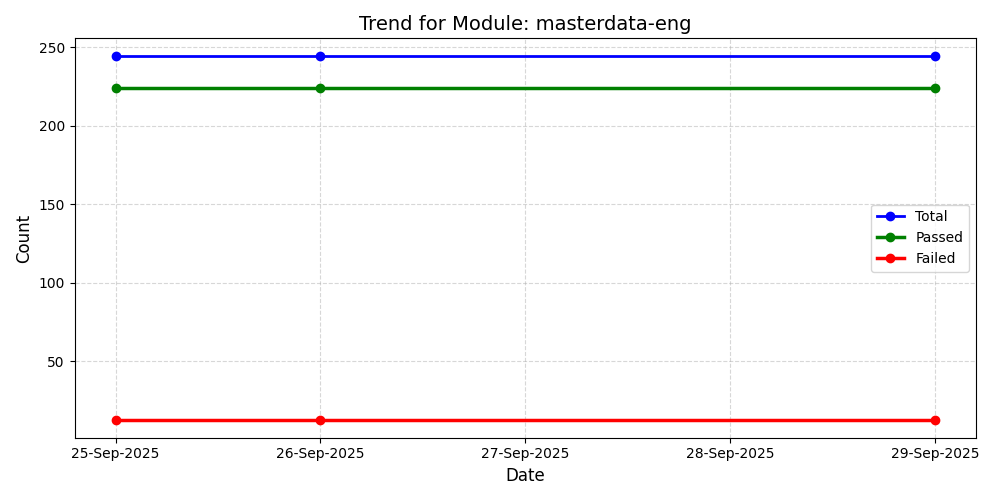 Trend for Module: masterdata-eng
250
200
150
100
50
Count
Total
Passed
Failed
25-Sep-2025 26-Sep-2025 27-Sep-2025 28-Sep-2025 29-Sep-2025
Date